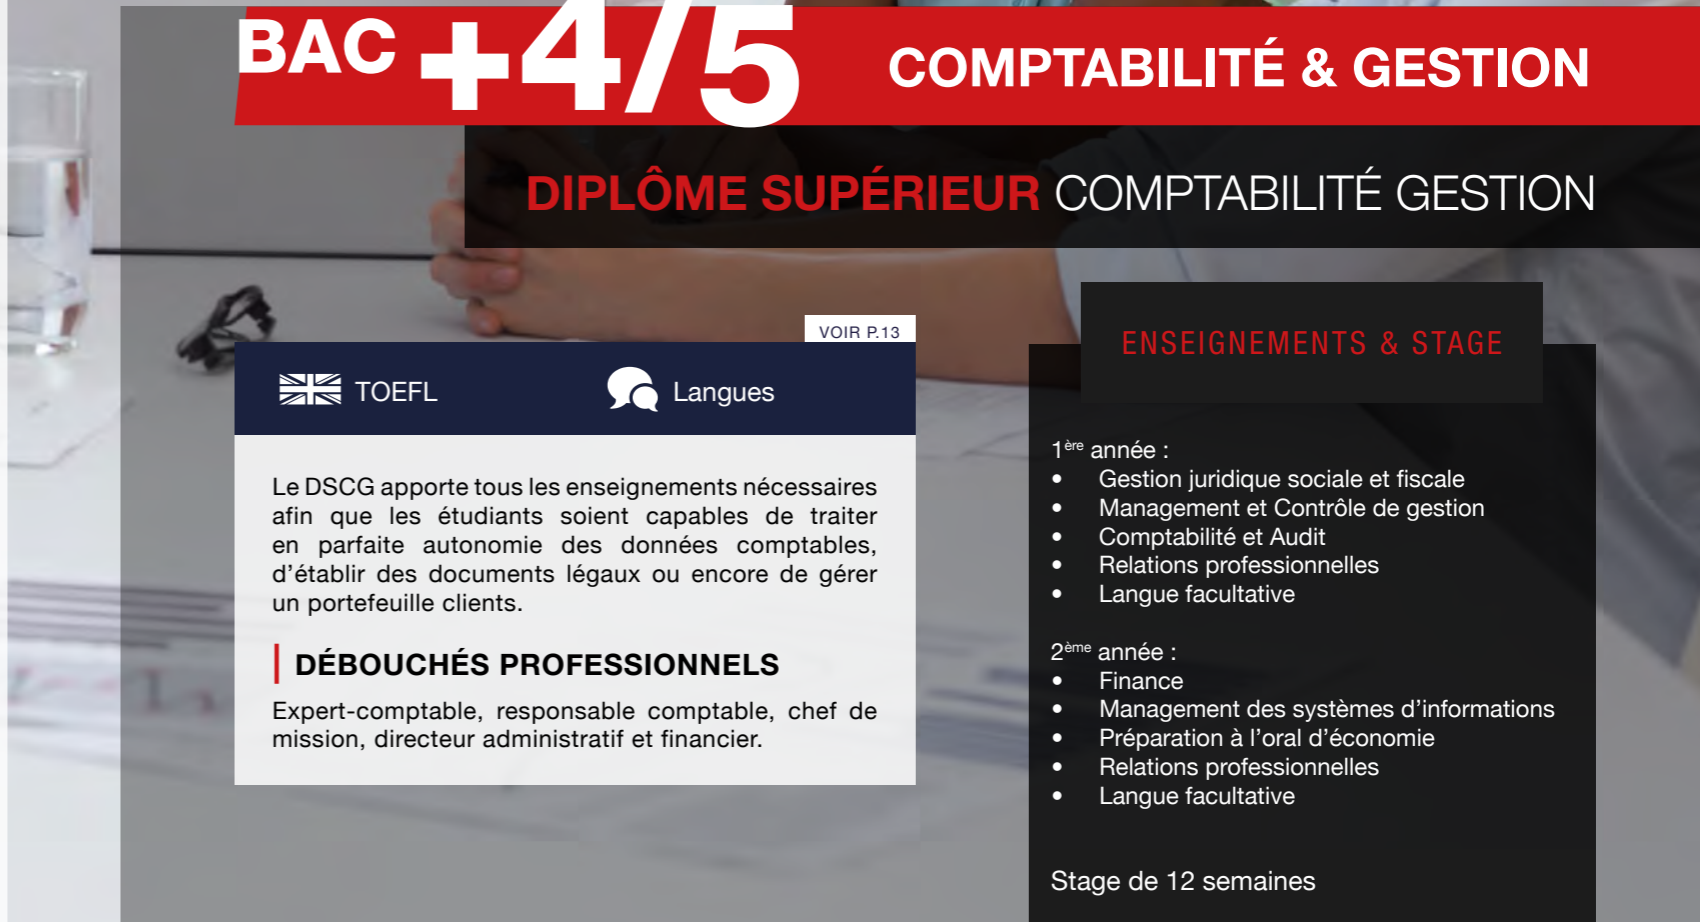 BAC +4/5 COMPTABILITÉ & GESTION
DIPLÔME SUPÉRIEUR COMPTABILITÉ GESTION
VOIR P.13
TOEFL
Langues
Le DSCG apporte tous les enseignements nécessaires
afin que les étudiants soient capables de traiter
en parfaite autonomie des données comptables,
d'établir des documents légaux ou encore de gérer
un portefeuille clients.
DÉBOUCHÉS PROFESSIONNELS
Expert-comptable, responsable comptable, chef de
mission, directeur administratif et financier.
ENSEIGNEMENTS & STAGE
1ère année :
• Gestion juridique sociale et fiscale
• Management et Contrôle de gestion
• Comptabilité et Audit
• Relations professionnelles
• Langue facultative
2ème année :
• Finance
• Management des systèmes d'informations
• Préparation à l'oral d'économie
• Relations professionnelles
• Langue facultative
Stage de 12 semaines